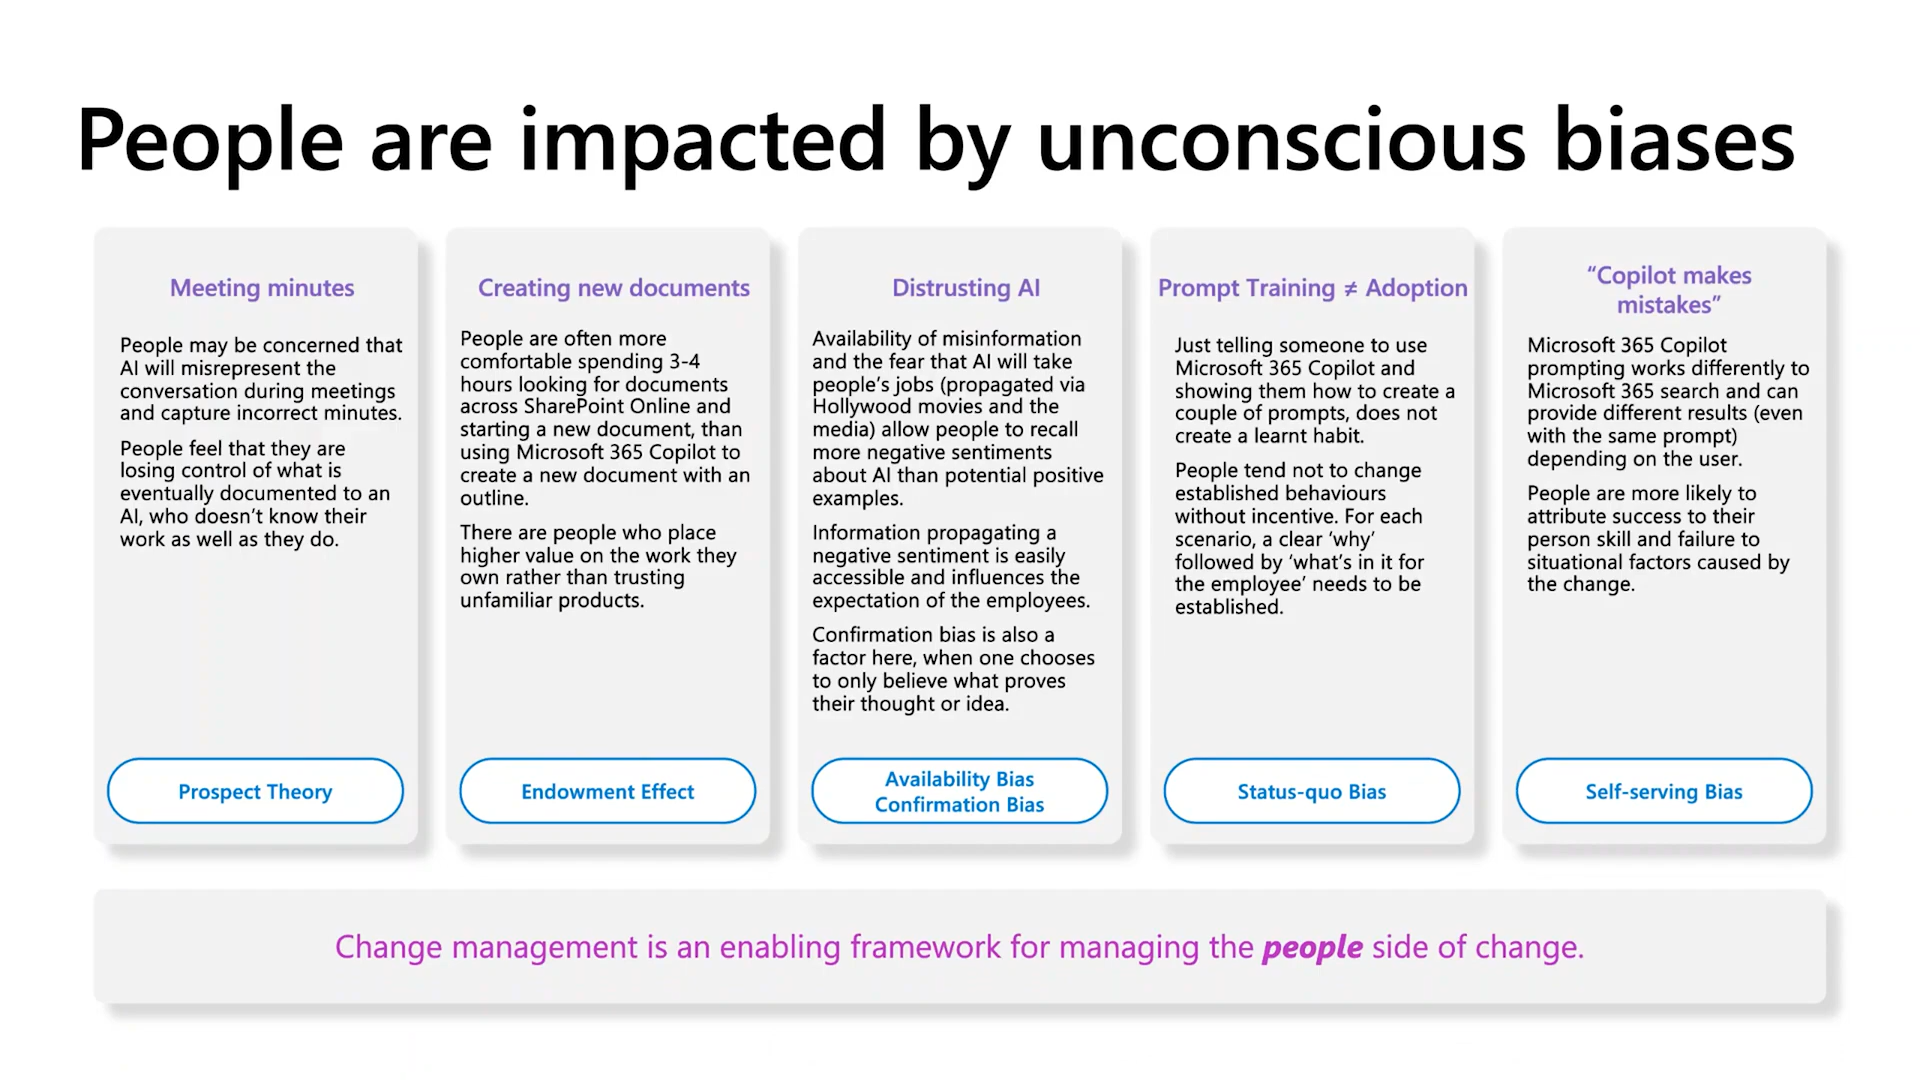 People are impacted by unconscious biases
Meeting minutes
People may be concerned that
AI will misrepresent the
conversation during meetings
and capture incorrect minutes.
People feel that they are
losing control of what is
eventually documented to an
AI, who doesn’t know their
work as well as they do.
Prospect Theory
Creating new documents
People are often more
comfortable spending 3-4
hours looking for documents
across SharePoint Online and
starting a new document, than
using Microsoft 365 Copilot to
create a new document with an
outline.
There are people who place
higher value on the work they
own rather than trusting
unfamiliar products.
Endowment Effect
Distrusting AI
Availability of misinformation
and the fear that AI will take
people’s jobs (propagated via
Hollywood movies and the
media) allow people to recall
more negative sentiments
about AI than potential positive
examples.
Information propagating a
negative sentiment is easily
accessible and influences the
expectation of the employees.
Confirmation bias is also a
factor here, when one chooses
to only believe what proves
their thought or idea.
Availability Bias
Confirmation Bias
Prompt Training ≠ Adoption
Just telling someone to use
Microsoft 365 Copilot and
showing them how to create a
couple of prompts, does not
create a learnt habit.
People tend not to change
established behaviours
without incentive. For each
scenario, a clear ‘why’
followed by ‘what’s in it for
the employee’ needs to be
established.
Status-quo Bias
“Copilot makes
mistakes”
Microsoft 365 Copilot
prompting works differently to
Microsoft 365 search and can
provide different results (even
with the same prompt)
depending on the user.
People are more likely to
attribute success to their
person skill and failure to
situational factors caused by
the change.
Self-serving Bias
Change management is an enabling framework for managing the people side of change.